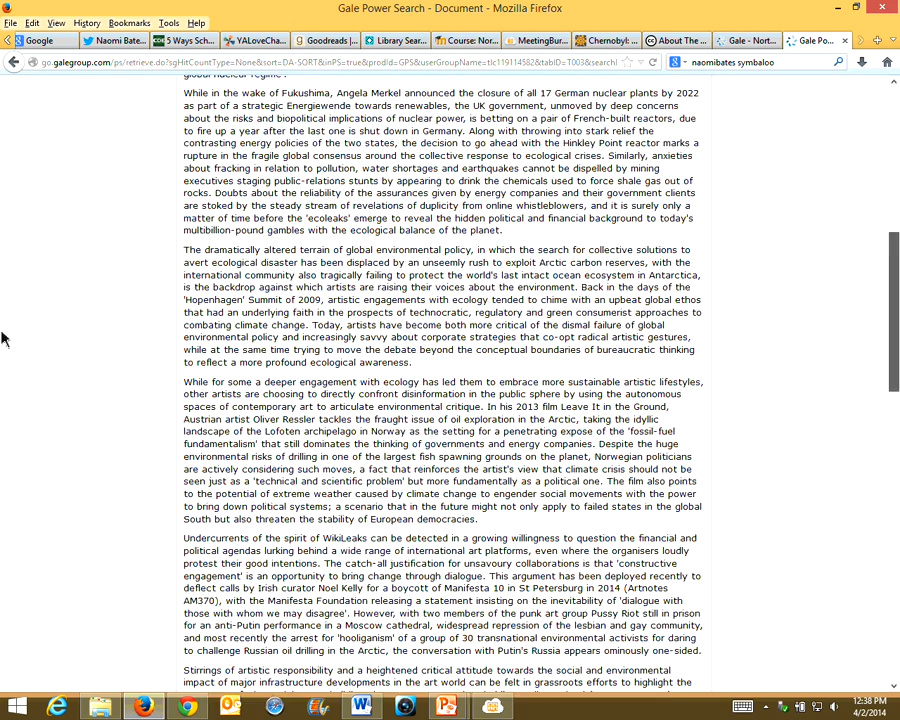 Gale Power Search - Document - Mozilla Firefox
File Edit View History Bookmarks Tools Help
Google Naomi Bate... 5 Ways Sch... YALoveCha... Goodreads |... Library Sear... Course: Nor... MeetingBur... Chernobyl: ... About The ... Gale - Nort... Gale Po...
go.galegroup.com/ps/retrieve.do?sgHitCountType=None&sort=DA-SORT&inPS=true&prodId=GPS&userGroupName=tlc119114582&tabID=T003&searchl
naomibates symbaloo
global nuclear regime'.
While in the wake of Fukushima, Angela Merkel announced the closure of all 17 German nuclear plants by 2022
as part of a strategic Energiewende towards renewables, the UK government, unmoved by deep concerns
about the risks and biopolitical implications of nuclear power, is betting on a pair of French-built reactors, due
to fire up a year after the last one is shut down in Germany. Along with throwing into stark relief the
contrasting energy policies of the two states, the decision to go ahead with the Hinkley Point reactor marks a
rupture in the fragile global consensus around the collective response to ecological crises. Similarly, anxieties
about fracking in relation to pollution, water shortages and earthquakes cannot be dispelled by mining
executives staging public-relations stunts by appearing to drink the chemicals used to force shale gas out of
rocks. Doubts about the reliability of the assurances given by energy companies and their government clients
are stoked by the steady stream of revelations of duplicity from online whistleblowers, and it is surely only a
matter of time before the 'ecoleaks' emerge to reveal the hidden political and financial background to today's
multibillion-pound gambles with the ecological balance of the planet.
The dramatically altered terrain of global environmental policy, in which the search for collective solutions to
avert ecological disaster has been displaced by an unseemly rush to exploit Arctic carbon reserves, with the
international community also tragically failing to protect the world's last intact ocean ecosystem in Antarctica,
is the backdrop against which artists are raising their voices about the environment. Back in the days of the
'Hopenhagen' Summit of 2009, artistic engagements with ecology tended to chime with an upbeat global ethos
that had an underlying faith in the prospects of technocratic, regulatory and green consumerist approaches to
combating climate change. Today, artists have become both more critical of the dismal failure of global
environmental policy and increasingly savvy about corporate strategies that co-opt radical artistic gestures,
while at the same time trying to move the debate beyond the conceptual boundaries of bureaucratic thinking
to reflect a more profound ecological awareness.
While for some a deeper engagement with ecology has led them to embrace more sustainable artistic lifestyles,
other artists are choosing to directly confront disinformation in the public sphere by using the autonomous
spaces of contemporary art to articulate environmental critique. In his 2013 film Leave It in the Ground,
Austrian artist Oliver Ressler tackles the fraught issue of oil exploration in the Arctic, taking the idyllic
landscape of the Lofoten archipelago in Norway as the setting for a penetrating expose of the 'fossil-fuel
fundamentalism' that still dominates the thinking of governments and energy companies. Despite the huge
environmental risks of drilling in one of the largest fish spawning grounds on the planet, Norwegian politicians
are actively considering such moves, a fact that reinforces the artist's view that climate crisis should not be
seen just as a 'technical and scientific problem' but more fundamentally as a political one. The film also points
to the potential of extreme weather caused by climate change to engender social movements with the power
to bring down political systems; a scenario that in the future might not only apply to failed states in the global
South but also threaten the stability of European democracies.
Undercurrents of the spirit of WikiLeaks can be detected in a growing willingness to question the financial and
political agendas lurking behind a wide range of international art platforms, even where the organisers loudly
protest their good intentions. The catch-all justification for unsavoury collaborations is that 'constructive
engagement' is an opportunity to bring change through dialogue. This argument has been deployed recently to
deflect calls by Irish curator Noel Kelly for a boycott of Manifesta 10 in St Petersburg in 2014 (Artnotes
AM370), with the Manifesta Foundation releasing a statement insisting on the inevitability of 'dialogue with
those with whom we may disagree'. However, with two members of the punk art group Pussy Riot still in prison
for an anti-Putin performance in a Moscow cathedral, widespread repression of the lesbian and gay community,
and most recently the arrest for 'hooliganism' of a group of 30 transnational environmental activists for daring
to challenge Russian oil drilling in the Arctic, the conversation with Putin's Russia appears ominously one-sided.
Stirrings of artistic responsibility and a heightened critical attitude towards the social and environmental
impact of major infrastructure developments in the art world can be felt in grassroots efforts to highlight the
12:38 PM
4/2/2014